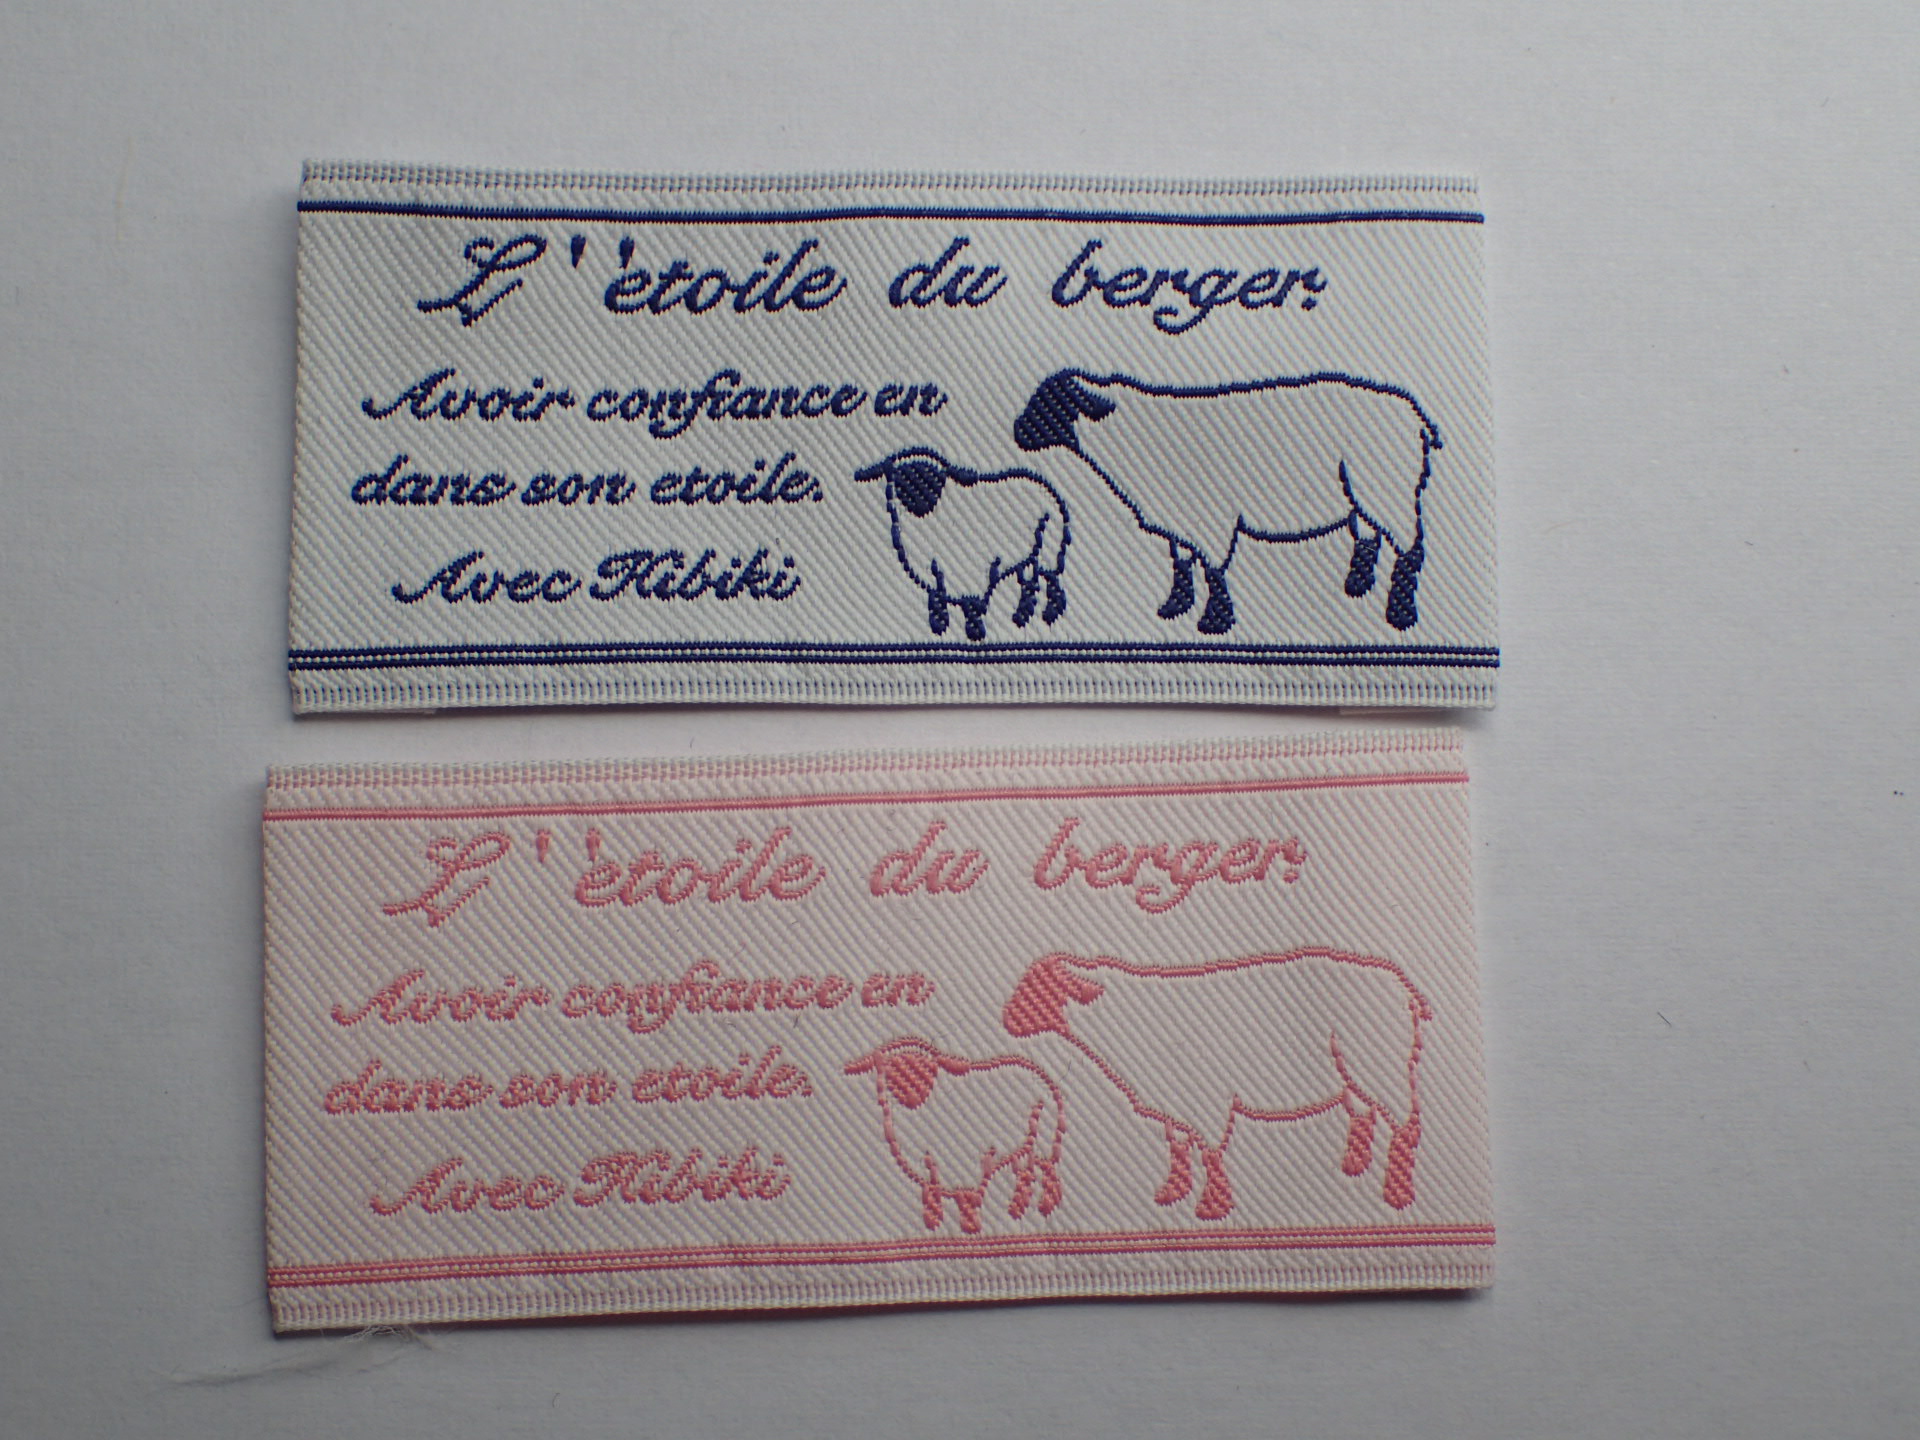 L'étoile du berger.
Avoir confiance en
dans son etoile.
Avec Hibiki
L'étoile du berger.
Avoir confiance en
dans son etoile.
Avec Hibiki